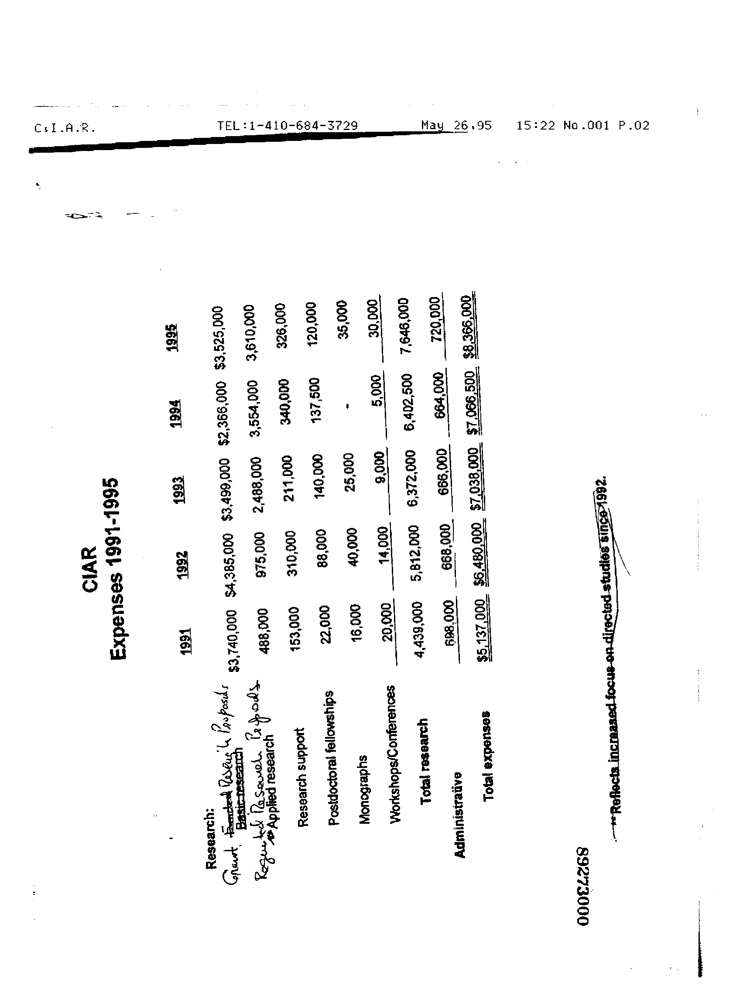 C:I.A.R. TEL:1-410-684-3729 May 26,95 15:22 No.001 P.02
CIAR
Expenses 1991-1995
1991 1992 1993 1994 1995
Research:
Grant Research Proposals
Basic research $3,740,000 $4,385,000 $3,499,000 $2,366,000 $3,525,000
Requested Research Proposals
** Applied research 488,000 975,000 2,488,000 3,554,000 3,610,000
Research support 153,000 310,000 211,000 340,000 326,000
Postdoctoral fellowships 22,000 88,000 140,000 137,500 120,000
Monographs 16,000 40,000 25,000 - 35,000
Workshops/Conferences 20,000 14,000 9,000 5,000 30,000
Total research 4,439,000 5,812,000 6,372,000 6,402,500 7,646,000
Administrative 698,000 668,000 666,000 664,000 720,000
Total expenses $5,137,000 $6,480,000 $7,038,000 $7,066,500 $8,366,000
** Reflects increased focus on directed studies since 1992.
89273000